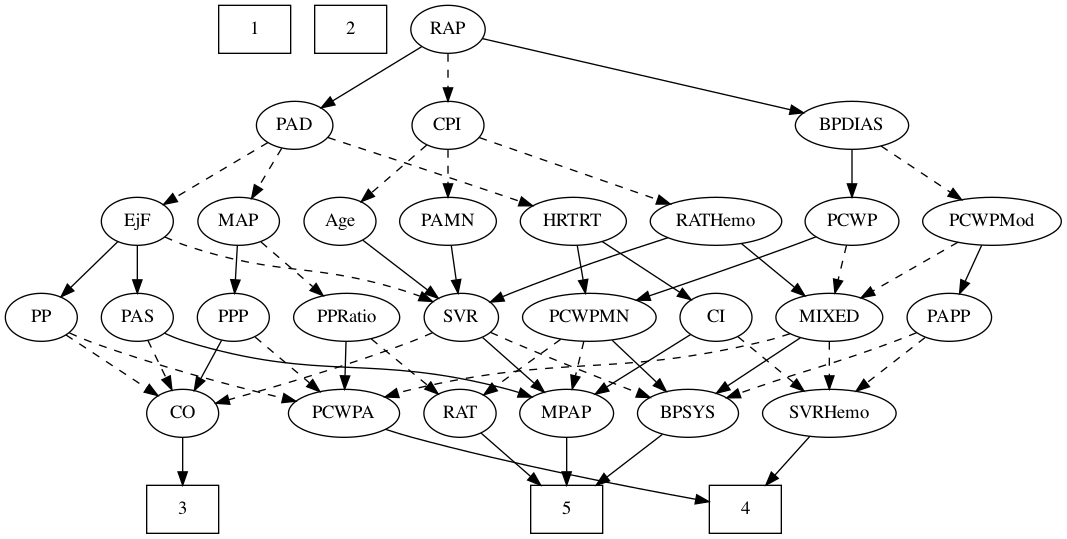 1 2 RAP
PAD CPI BPDIAS
EjF MAP Age PAMN HRTRT RATHemo PCWP PCWPMod
PP PAS PPP PPRatio SVR PCWPMN CI MIXED PAPP
CO PCWPA RAT MPAP BPSYS SVRHemo
3 5 4